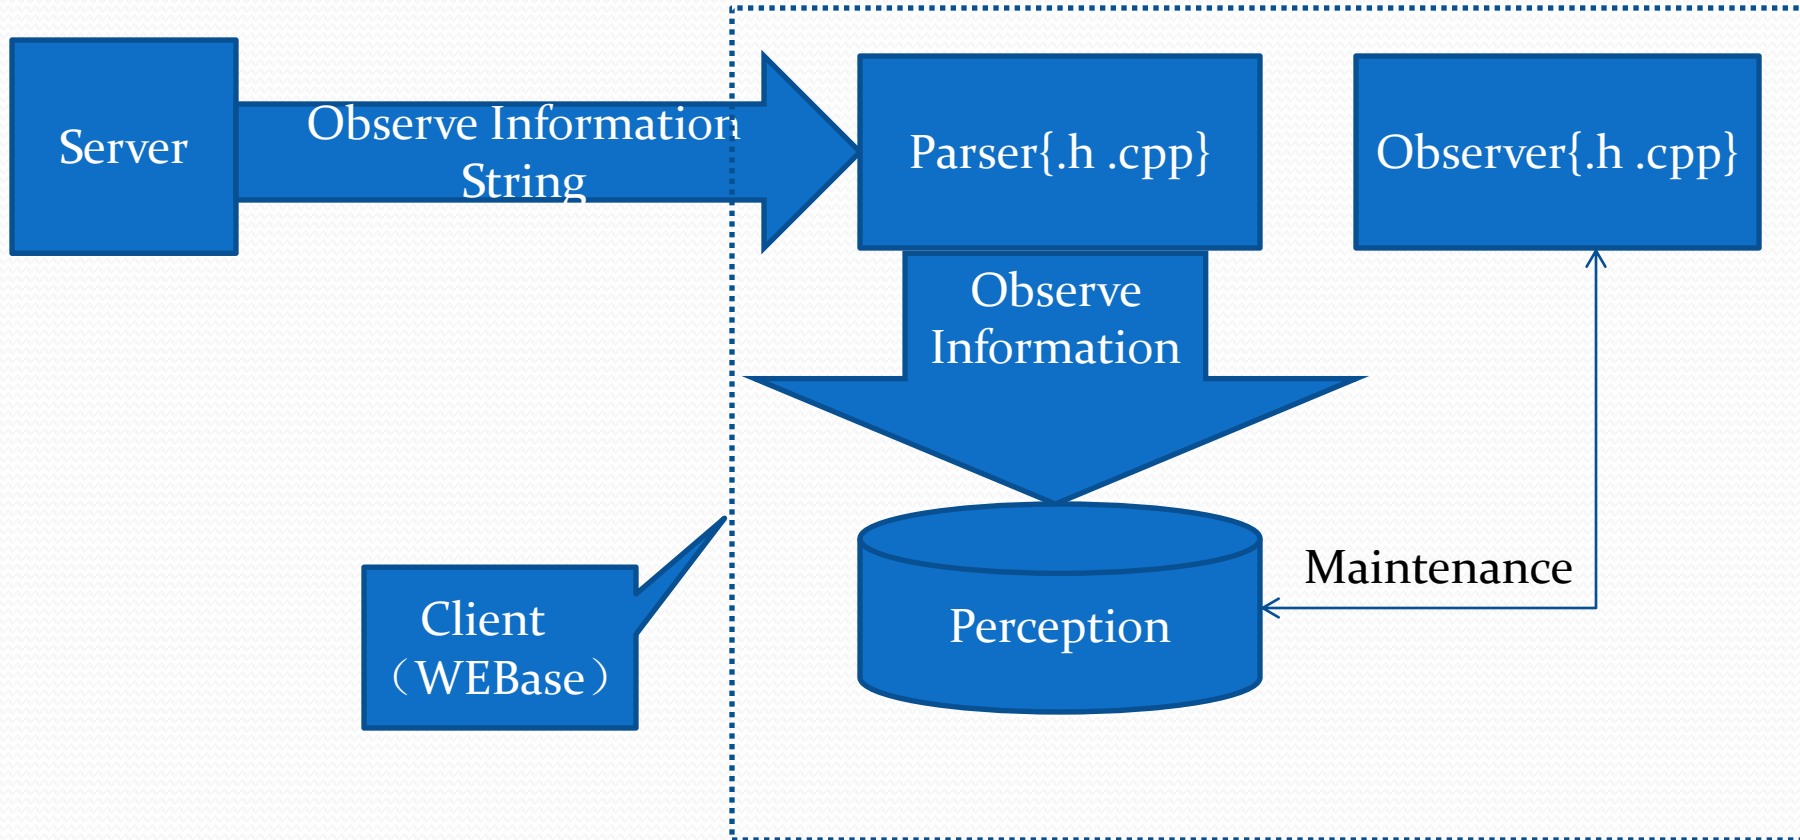 Server
Observe Information
String
Parser{.h .cpp}
Observer{.h .cpp}
Observe
Information
Maintenance
Client
（WEBase）
Perception